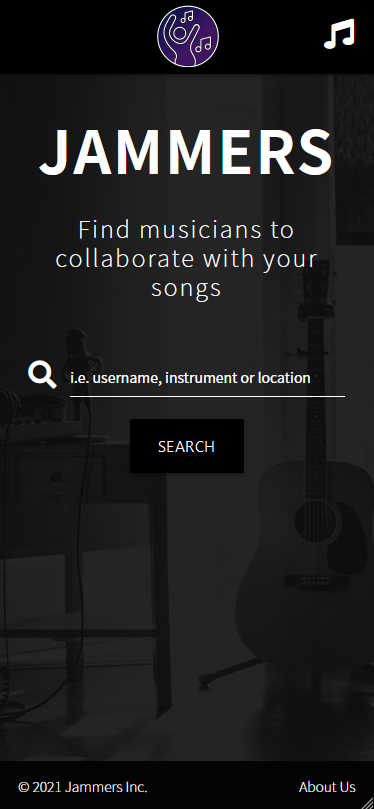 JAMMERS
Find musicians to
collaborate with your
songs
i.e. username, instrument or location
SEARCH
© 2021 Jammers Inc.
About Us